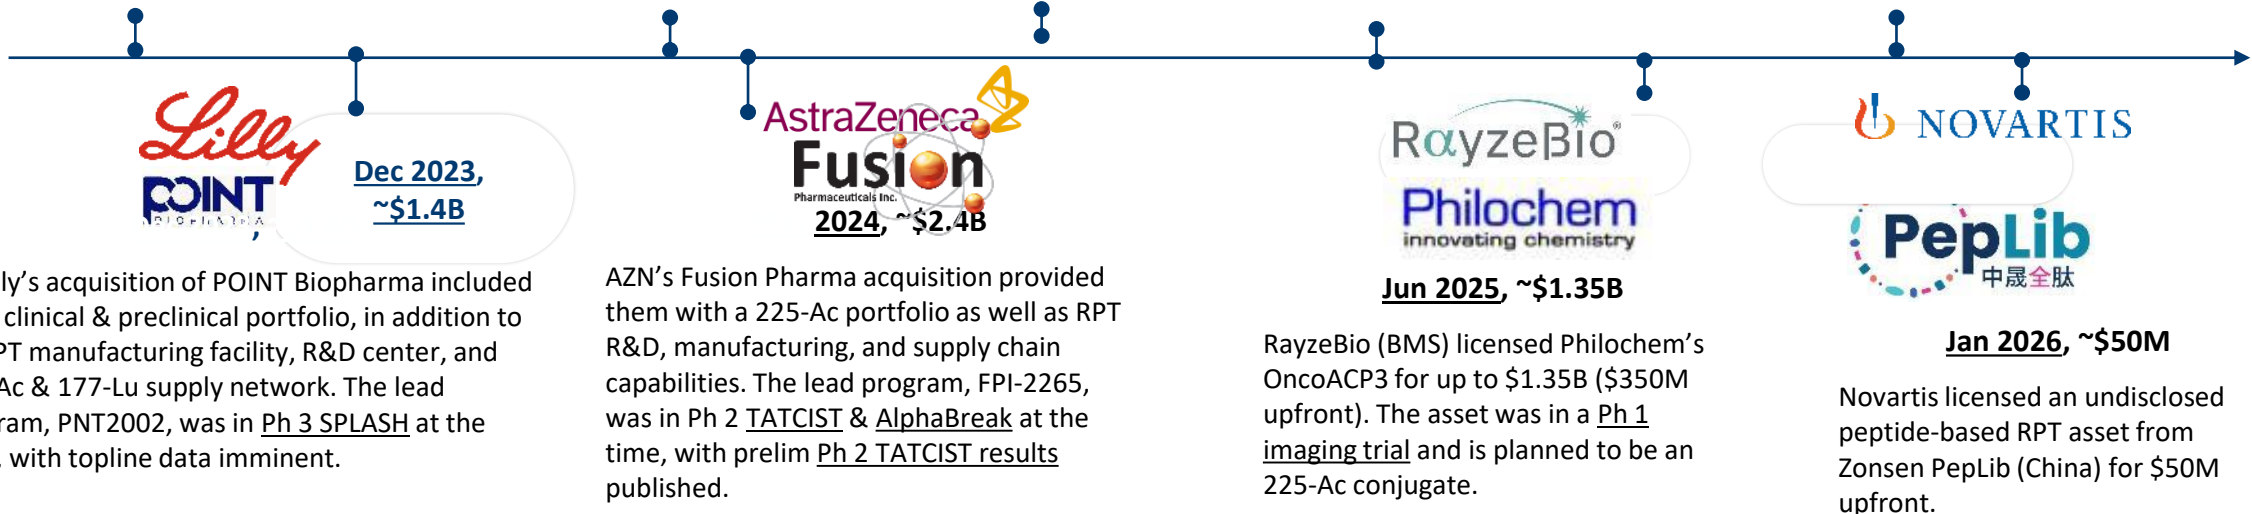 Lilly
POINT
BIOPHARMA
Dec 2023,
~$1.4B
,
ly’s acquisition of POINT Biopharma included
clinical & preclinical portfolio, in addition to
PT manufacturing facility, R&D center, and
Ac & 177-Lu supply network. The lead
ram, PNT2002, was in Ph 3 SPLASH at the
, with topline data imminent.
AstraZeneca
Fusion
Pharmaceuticals Inc.
2024, ~$2.4B
AZN’s Fusion Pharma acquisition provided
them with a 225-Ac portfolio as well as RPT
R&D, manufacturing, and supply chain
capabilities. The lead program, FPI-2265,
was in Ph 2 TATCIST & AlphaBreak at the
time, with prelim Ph 2 TATCIST results
published.
RαyzeBio®
Philochem
innovating chemistry
Jun 2025, ~$1.35B
RayzeBio (BMS) licensed Philochem’s
OncoACP3 for up to $1.35B ($350M
upfront). The asset was in a Ph 1
imaging trial and is planned to be an
225-Ac conjugate.
NOVARTIS
PepLib
中晟全肽
Jan 2026, ~$50M
Novartis licensed an undisclosed
peptide-based RPT asset from
Zonsen PepLib (China) for $50M
upfront.